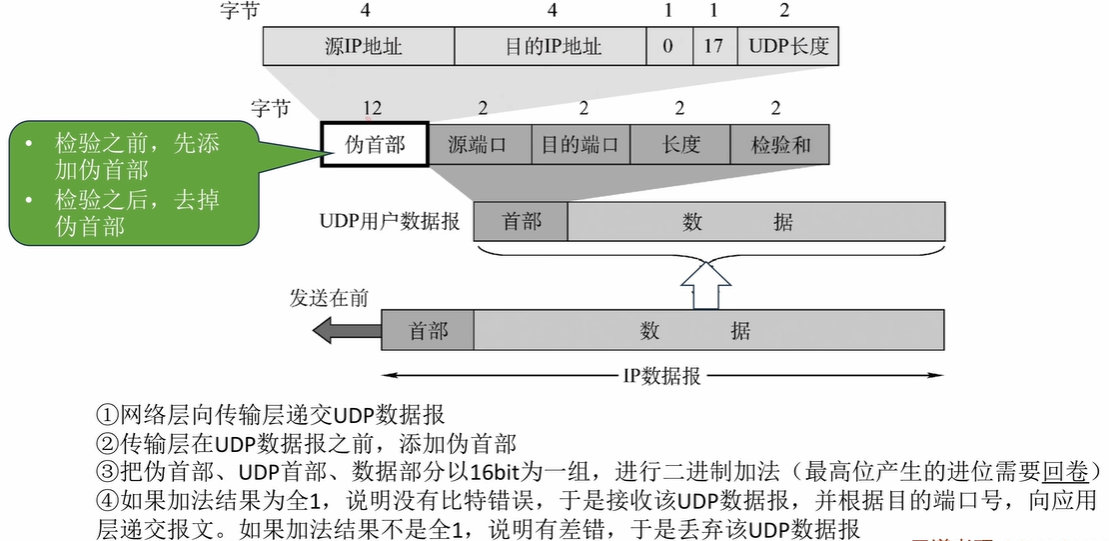 字节 4 4 1 1 2
源IP地址 目的IP地址 0 17 UDP长度
字节 12 2 2 2 2
伪首部 源端口 目的端口 长度 检验和
• 检验之前，先添
加伪首部
• 检验之后，去掉
伪首部
UDP用户数据报 首部 数 据
发送在前
首部 数 据
IP数据报
①网络层向传输层递交UDP数据报
②传输层在UDP数据报之前，添加伪首部
③把伪首部、UDP首部、数据部分以16bit为一组，进行二进制加法（最高位产生的进位需要回卷）
④如果加法结果为全1，说明没有比特错误，于是接收该UDP数据报，并根据目的端口号，向应用
层递交报文。如果加法结果不是全1，说明有差错，于是丢弃该UDP数据报